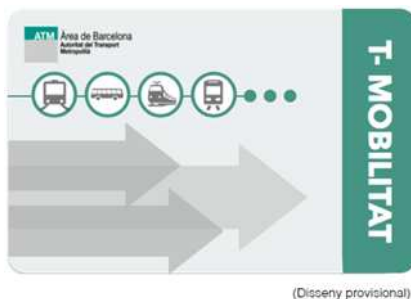 ATM Àrea de Barcelona
Autoritat del Transport
Metropolità
T- MOBILITAT
(Disseny provisional)